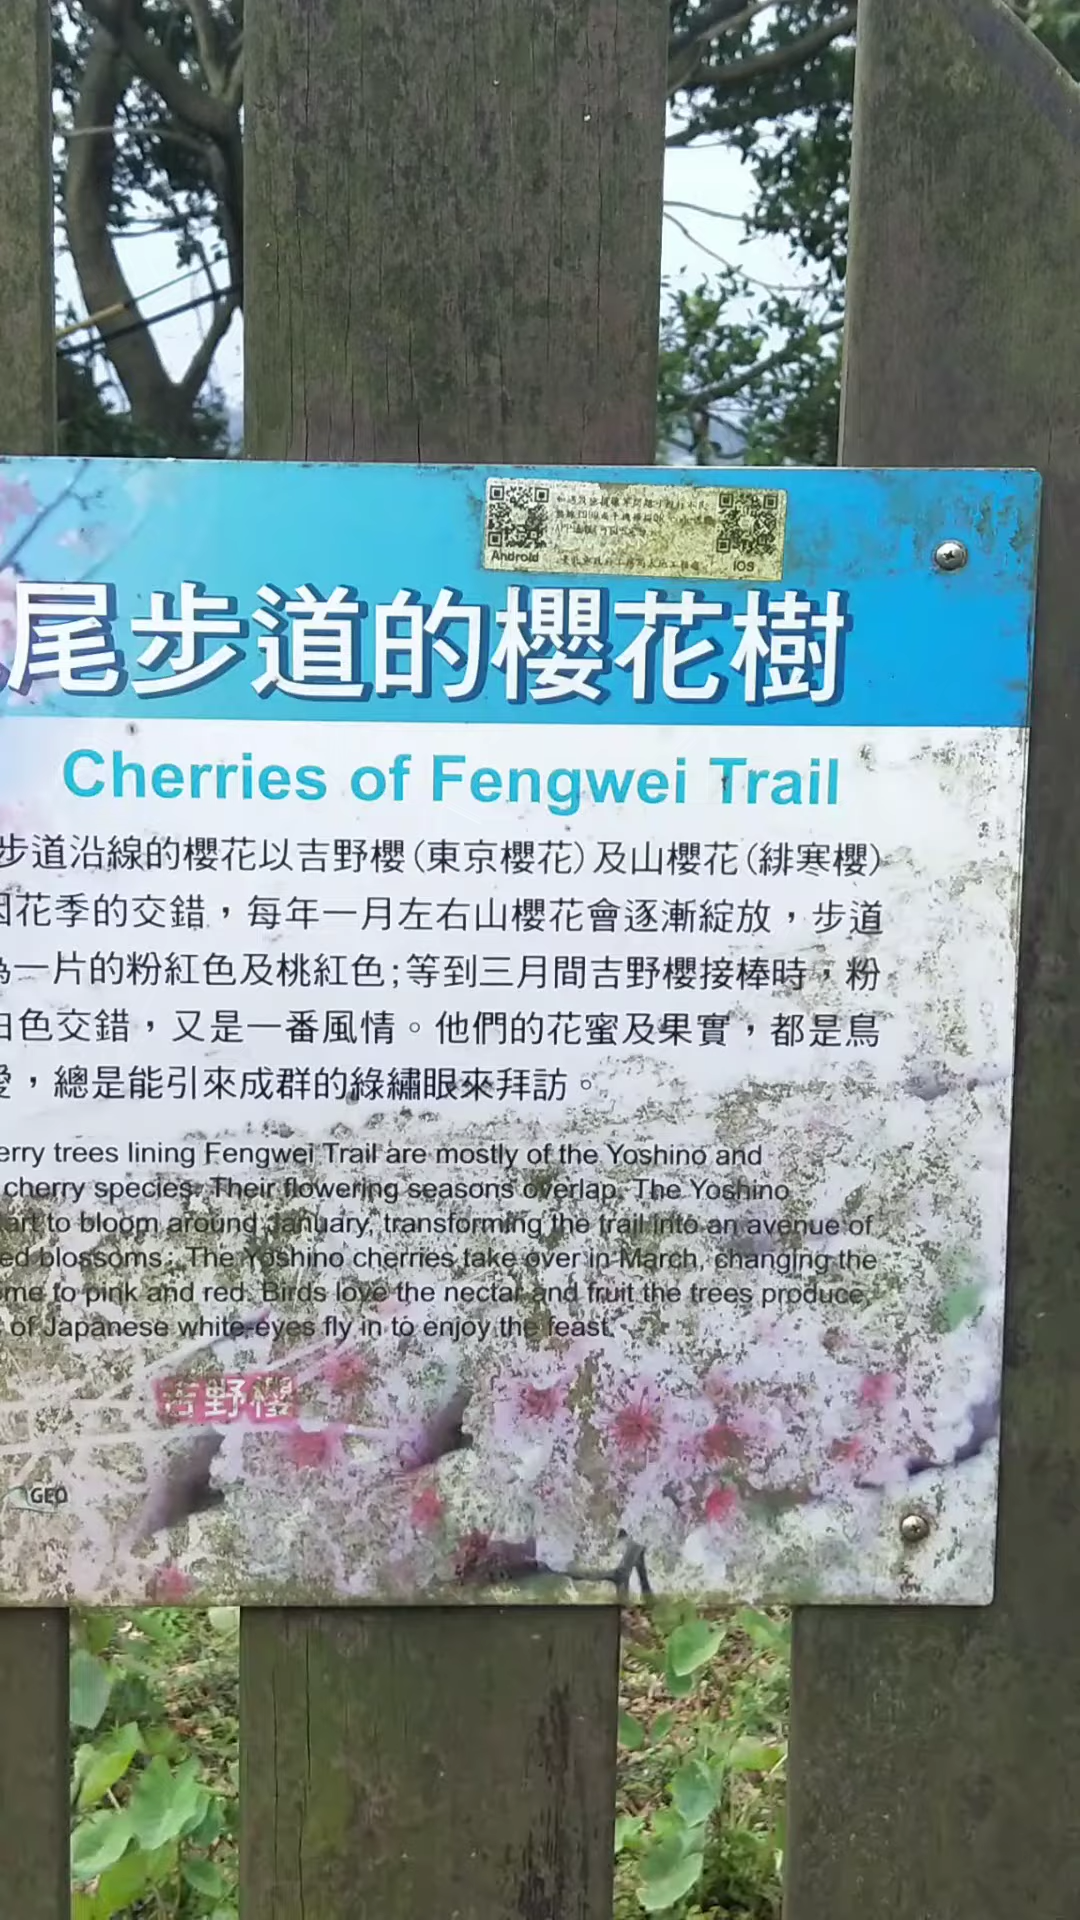 Android
iOS
尾步道的櫻花樹
Cherries of Fengwei Trail
步道沿線的櫻花以吉野櫻(東京櫻花)及山櫻花(緋寒櫻)
因花季的交錯，每年一月左右山櫻花會逐漸綻放，步道
為一片的粉紅色及桃紅色;等到三月間吉野櫻接棒時，粉
白色交錯，又是一番風情。他們的花蜜及果實，都是鳥
愛，總是能引來成群的綠繡眼來拜訪。
erry trees lining Fengwei Trail are mostly of the Yoshino and
cherry species. Their flowering seasons overlap. The Yoshino
art to bloom around January, transforming the trail into an avenue of
ed blossoms. The Yoshino cherries take over in March, changing the
ome to pink and red. Birds love the nectar and fruit the trees produce,
of Japanese white-eyes fly in to enjoy the feast.
吉野櫻
GEO